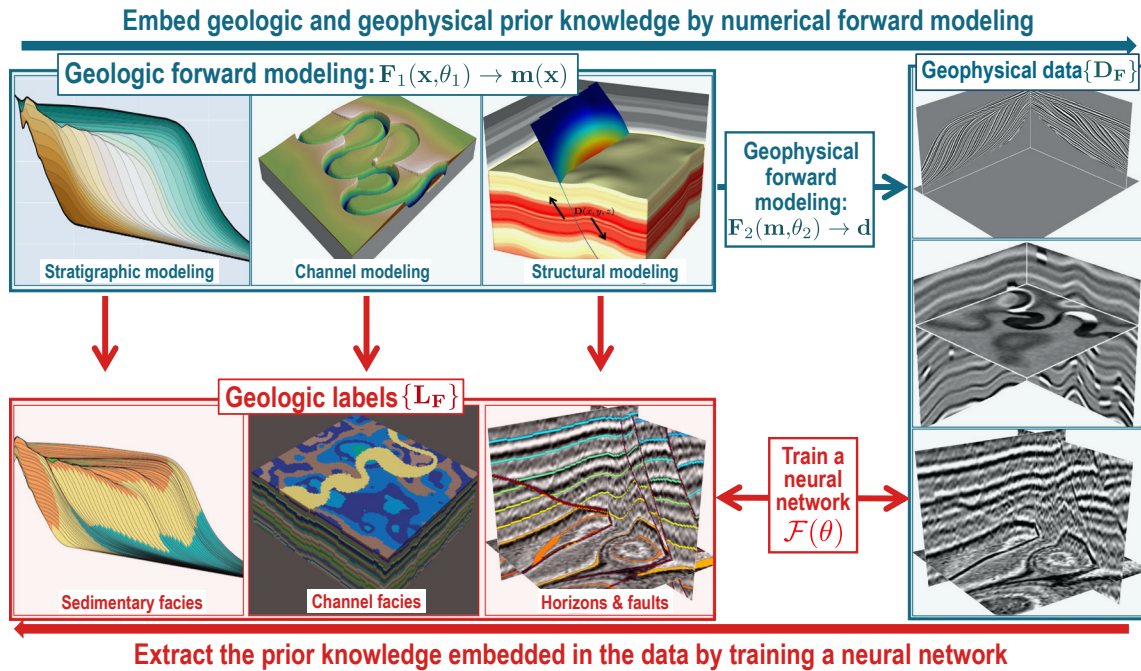 Embed geologic and geophysical prior knowledge by numerical forward modeling
Geologic forward modeling: F₁(x,θ₁) → m(x)
Geophysical data{D_F}
Stratigraphic modeling
Channel modeling
D(x, y, z)
Structural modeling
Geophysical
forward
modeling:
F₂(m,θ₂) → d
Geologic labels{L_F}
Sedimentary facies
Channel facies
Horizons & faults
Train a
neural
network
𝓕(θ)
Extract the prior knowledge embedded in the data by training a neural network